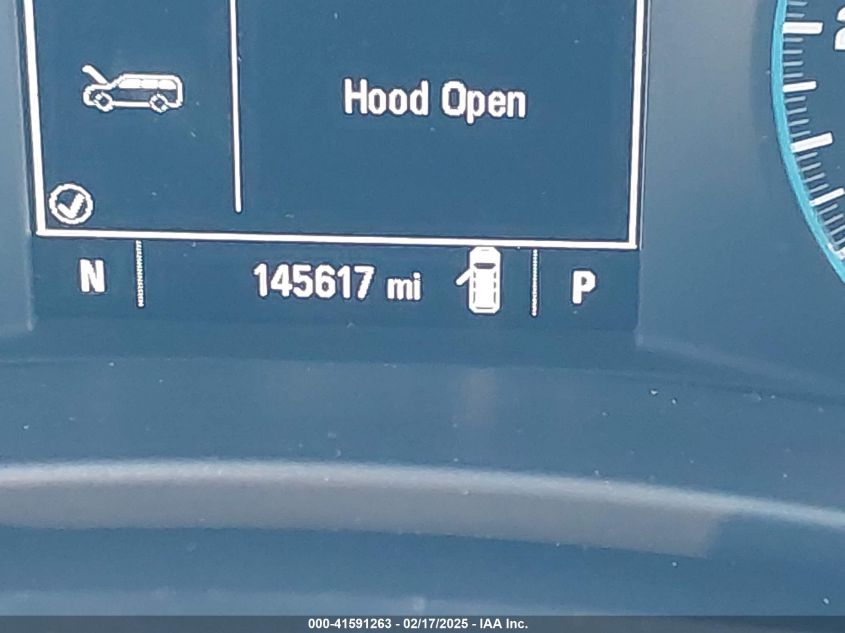 Hood Open
N 145617 mi P
000-41591263 - 02/17/2025 - IAA Inc.